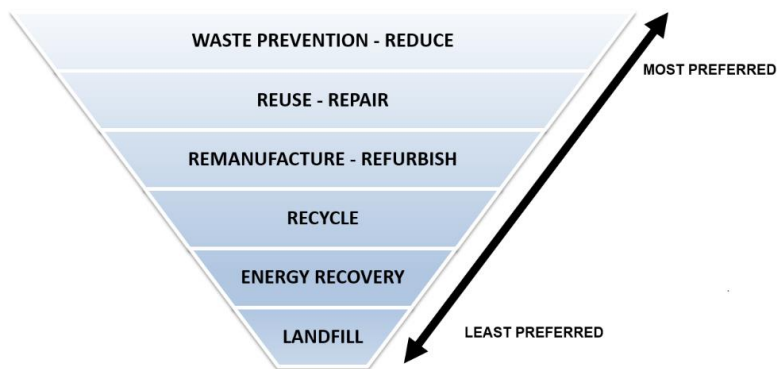 WASTE PREVENTION - REDUCE
MOST PREFERRED
REUSE - REPAIR
REMANUFACTURE - REFURBISH
RECYCLE
ENERGY RECOVERY
LANDFILL
LEAST PREFERRED